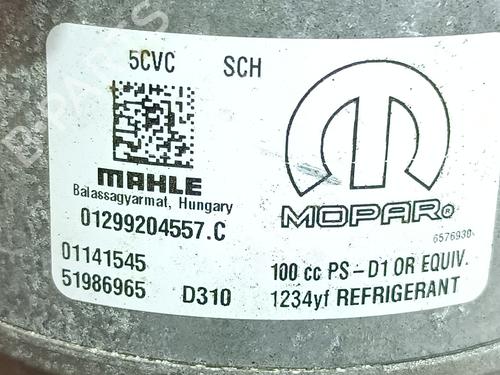 5CVC SCH
MAHLE
Balassagyarmat, Hungary
01299204557.C
MOPAR®
6576930
01141545
51986965 D310
100 cc PS-D1 OR EQUIV.
1234yf REFRIGERANT
B-PARTS